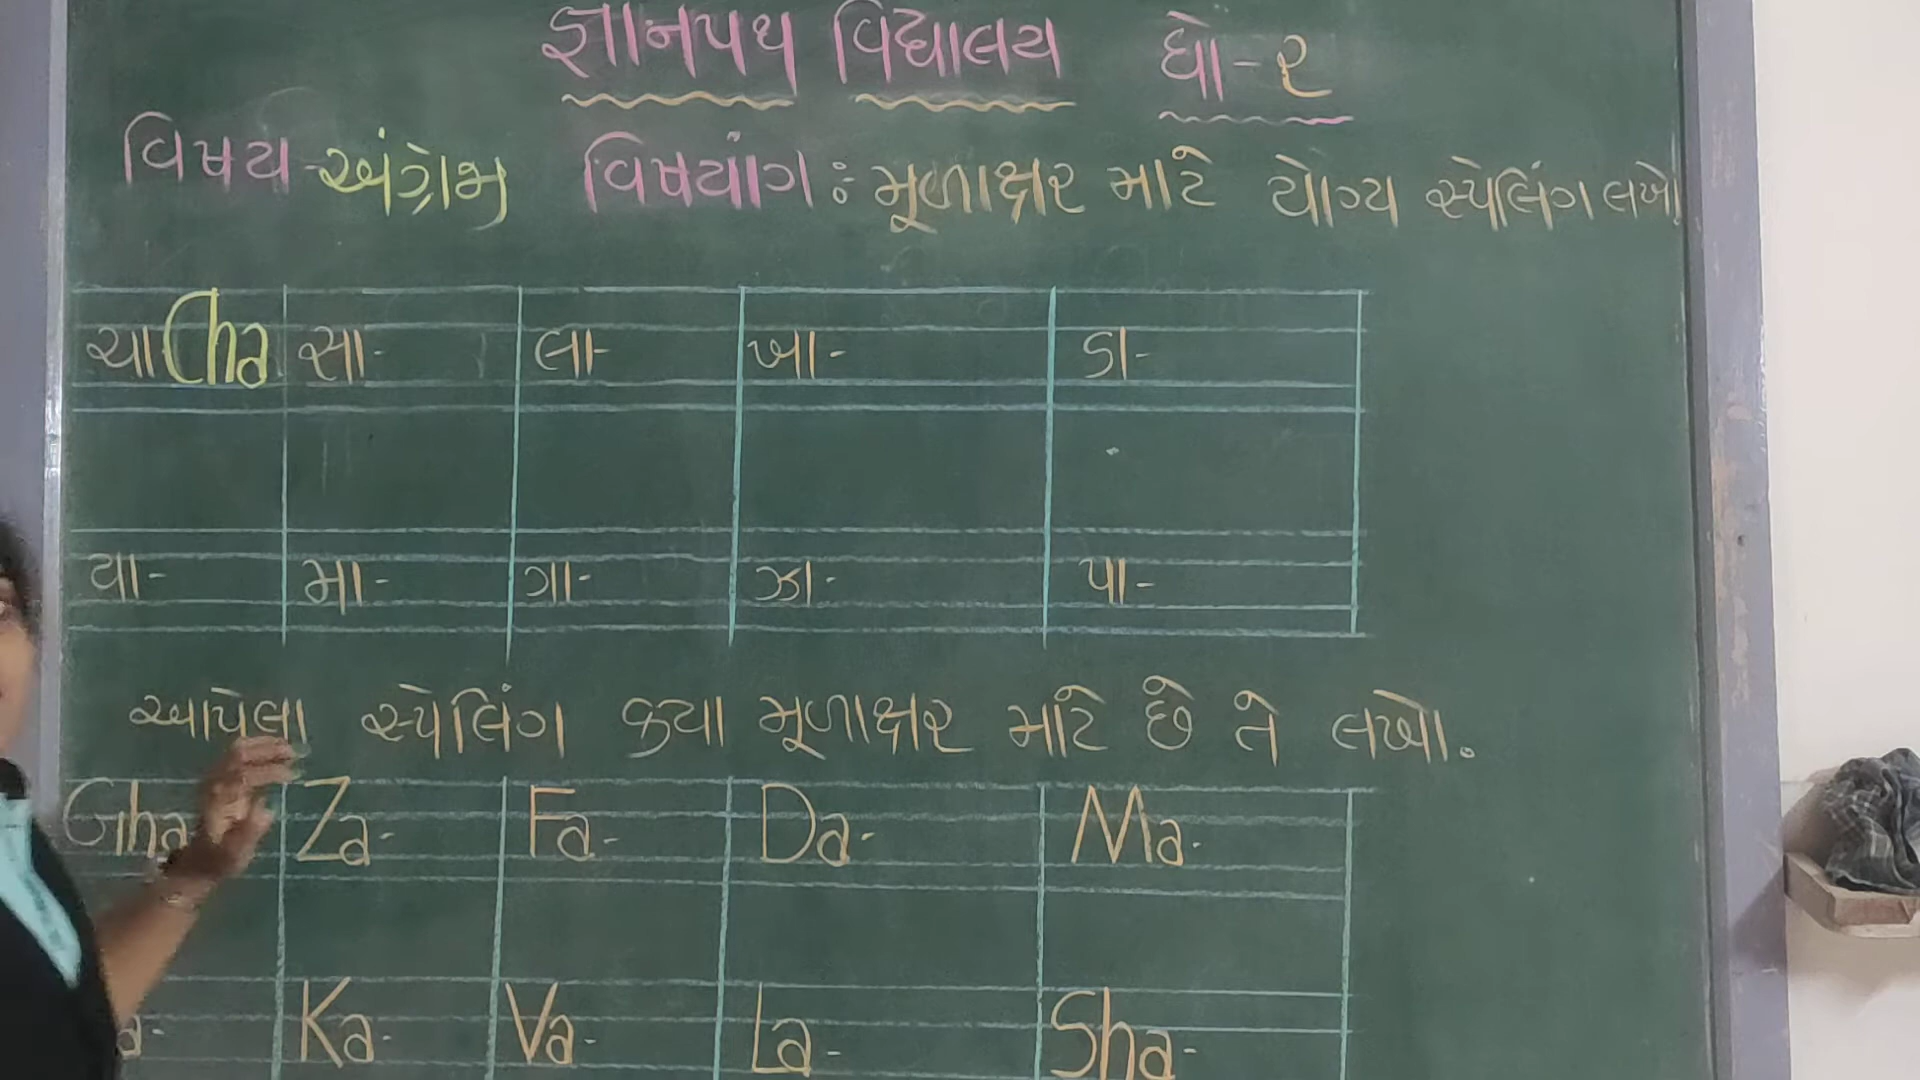 જ્ઞાનપથ વિદ્યાલય ધો-૨
વિષય-અંગ્રેજી વિષયાંગ: મૂળાક્ષર માટે યોગ્ય સ્પેલિંગ લખો
ચા Cha સા- લા- ખા- ડા-
યા- મા- ગા- ઝા- પા-
આપેલા સ્પેલિંગ કયા મૂળાક્ષર માટે છે તે લખો.
Gha Za- Fa- Da- Ma-
Ka- Va- La- Sha-